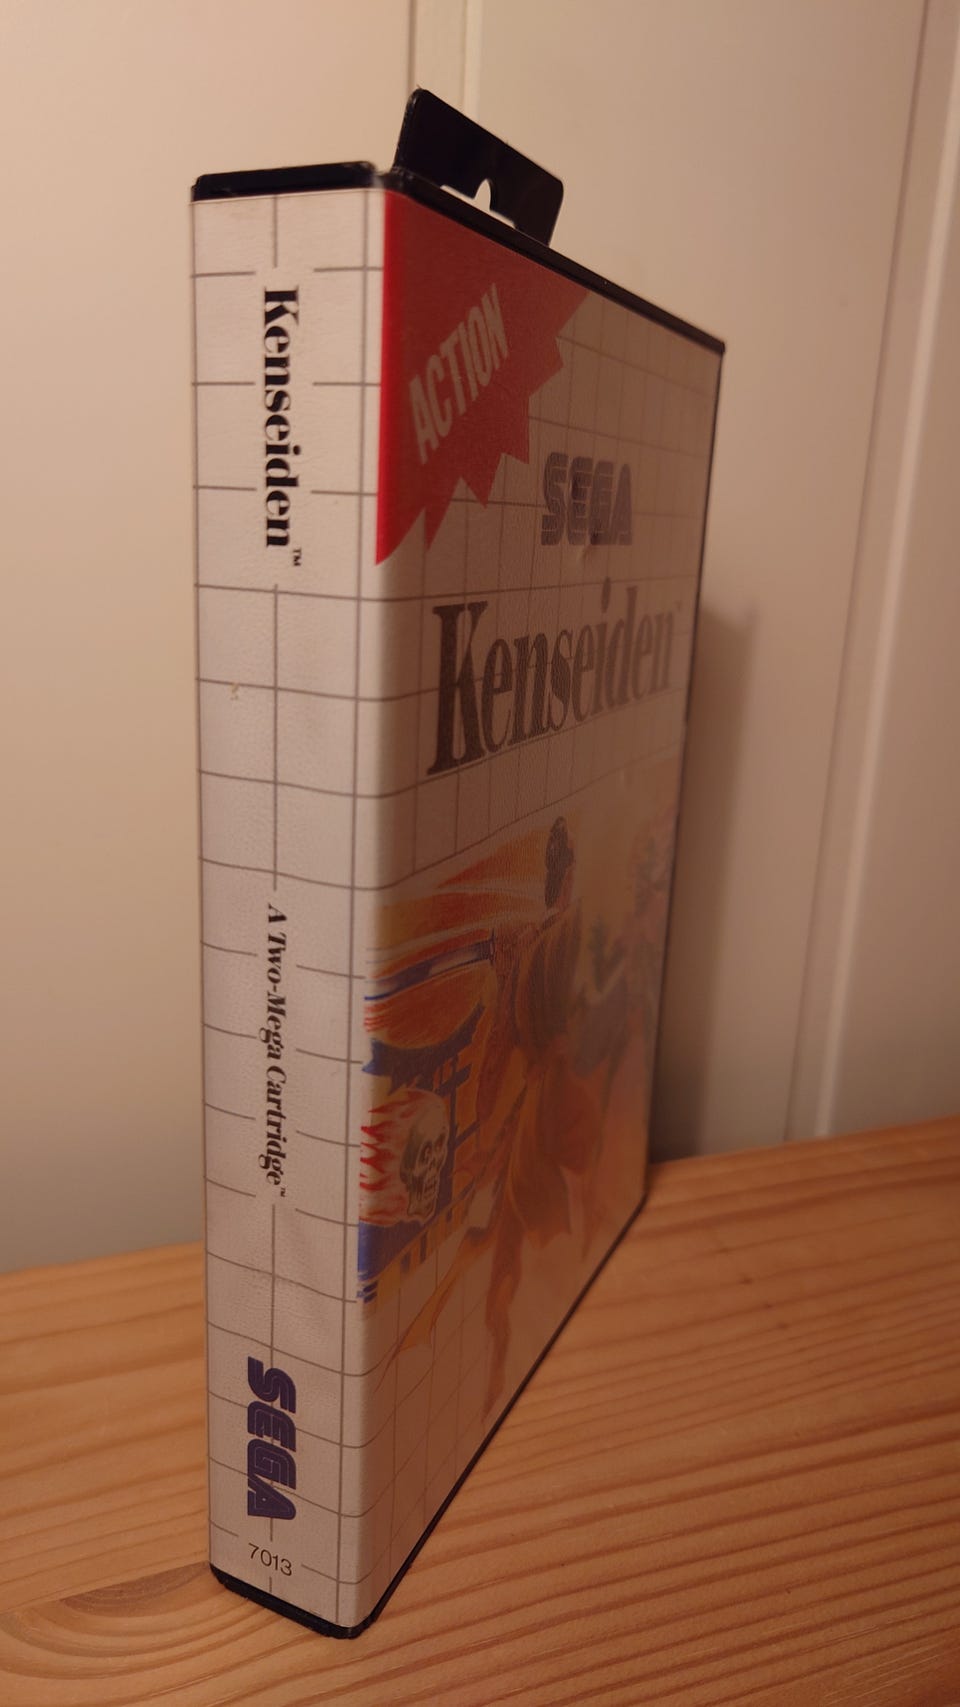 Kenseiden™
A Two-Mega Cartridge™
SEGA
7013
ACTION
SEGA
Kenseiden™